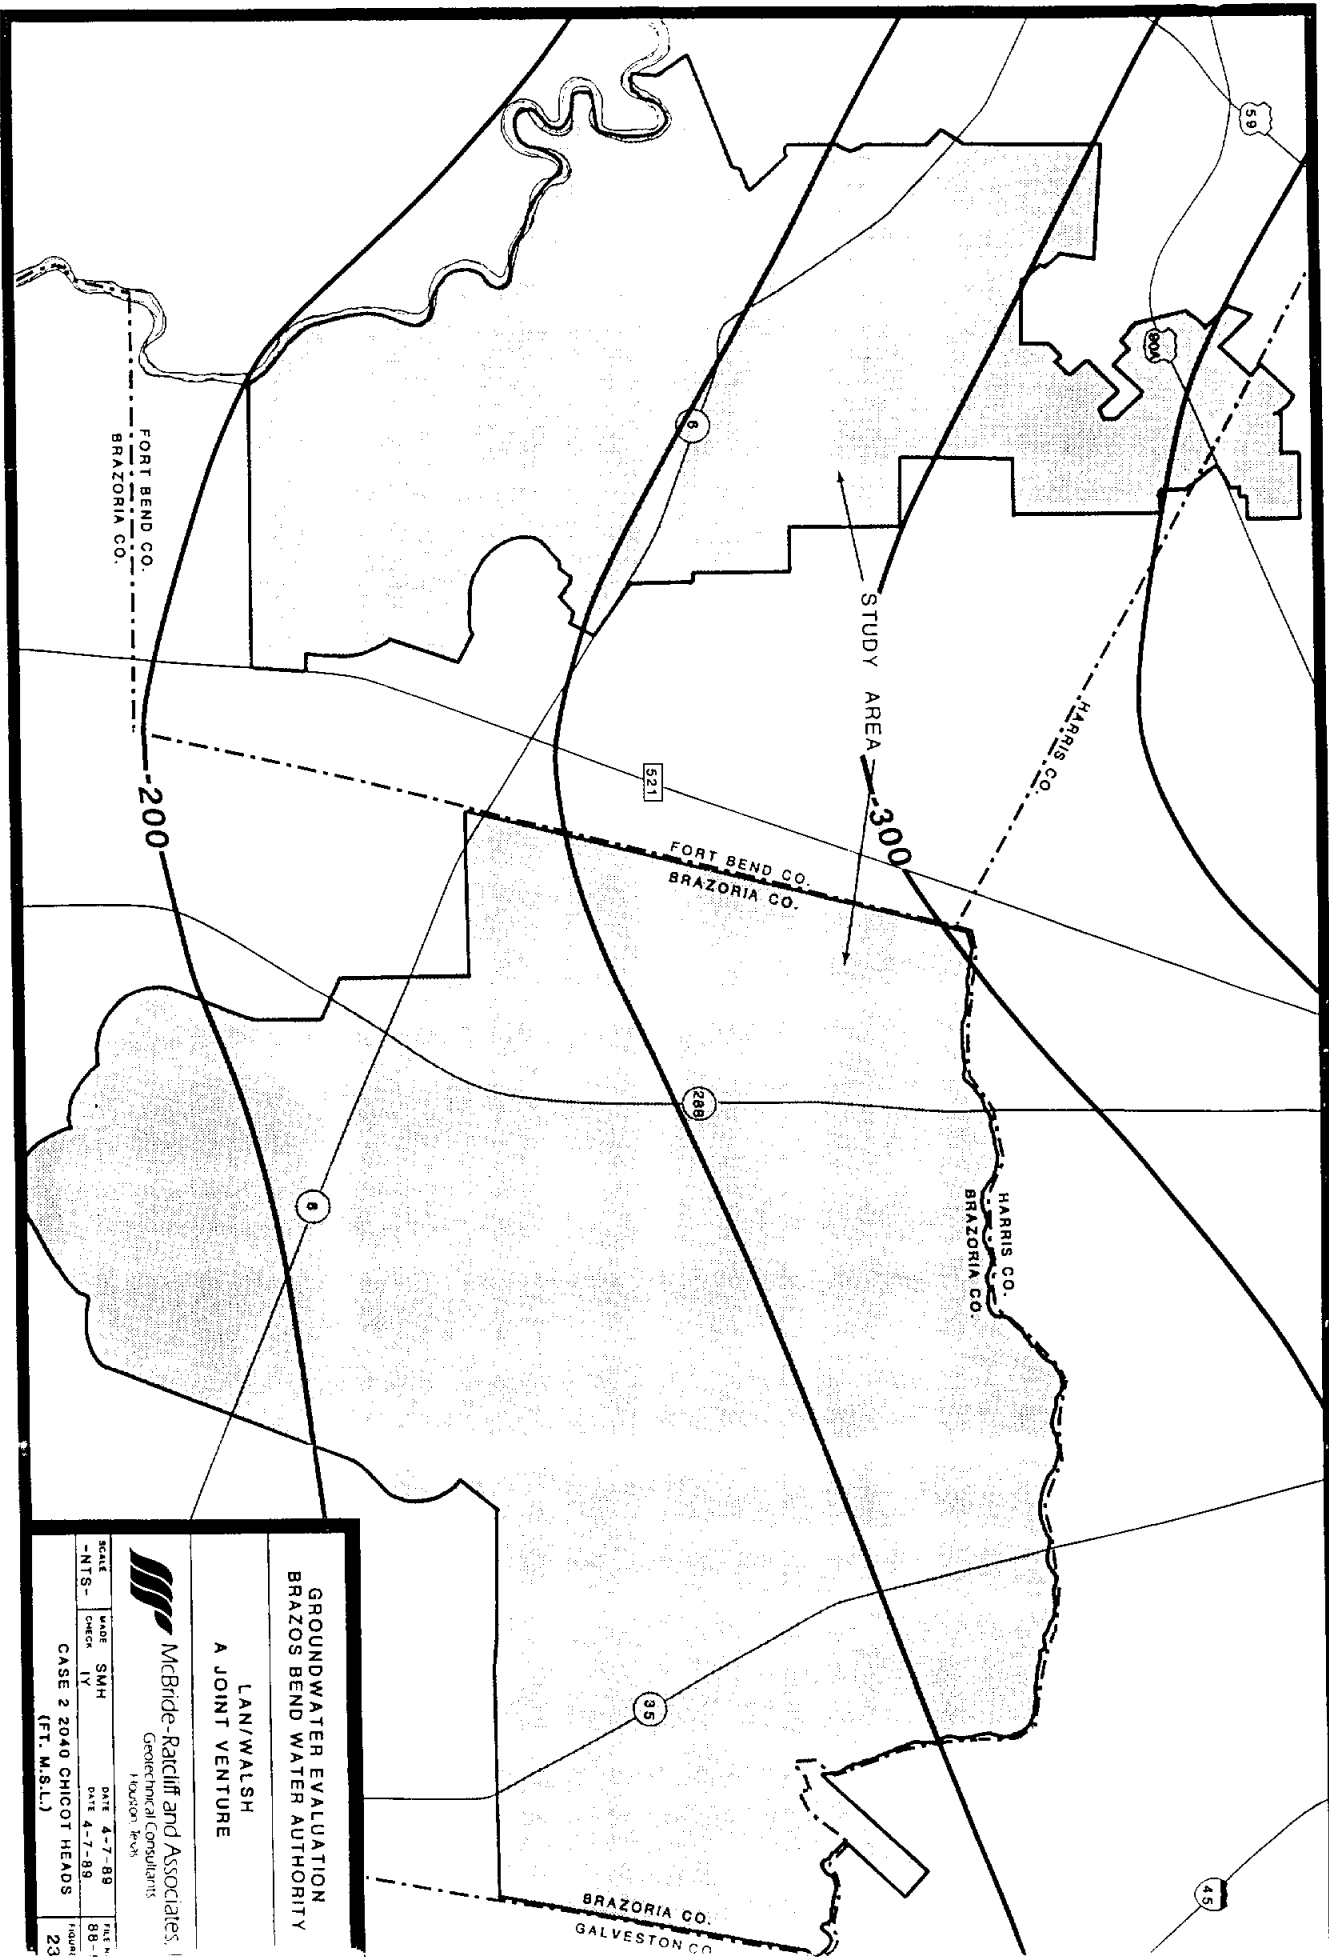 59
90A
6
FORT BEND CO.
BRAZORIA CO.
STUDY AREA
HARRIS CO.
521
-200
-300
FORT BEND CO.
BRAZORIA CO.
288
6
HARRIS CO.
BRAZORIA CO.
35
45
BRAZORIA CO.
GALVESTON CO
GROUNDWATER EVALUATION
BRAZOS BEND WATER AUTHORITY
LAN/WALSH
A JOINT VENTURE
McBride-Ratcliff and Associates,
Geotechnical Consultants
Houston, Texas
SCALE
-NTS-
MADE SMH
DATE 4-7-89
CHECK IY
DATE 4-7-89
88-
CASE 2 2040 CHICOT HEADS
(FT. M.S.L.)
FIGURE
23